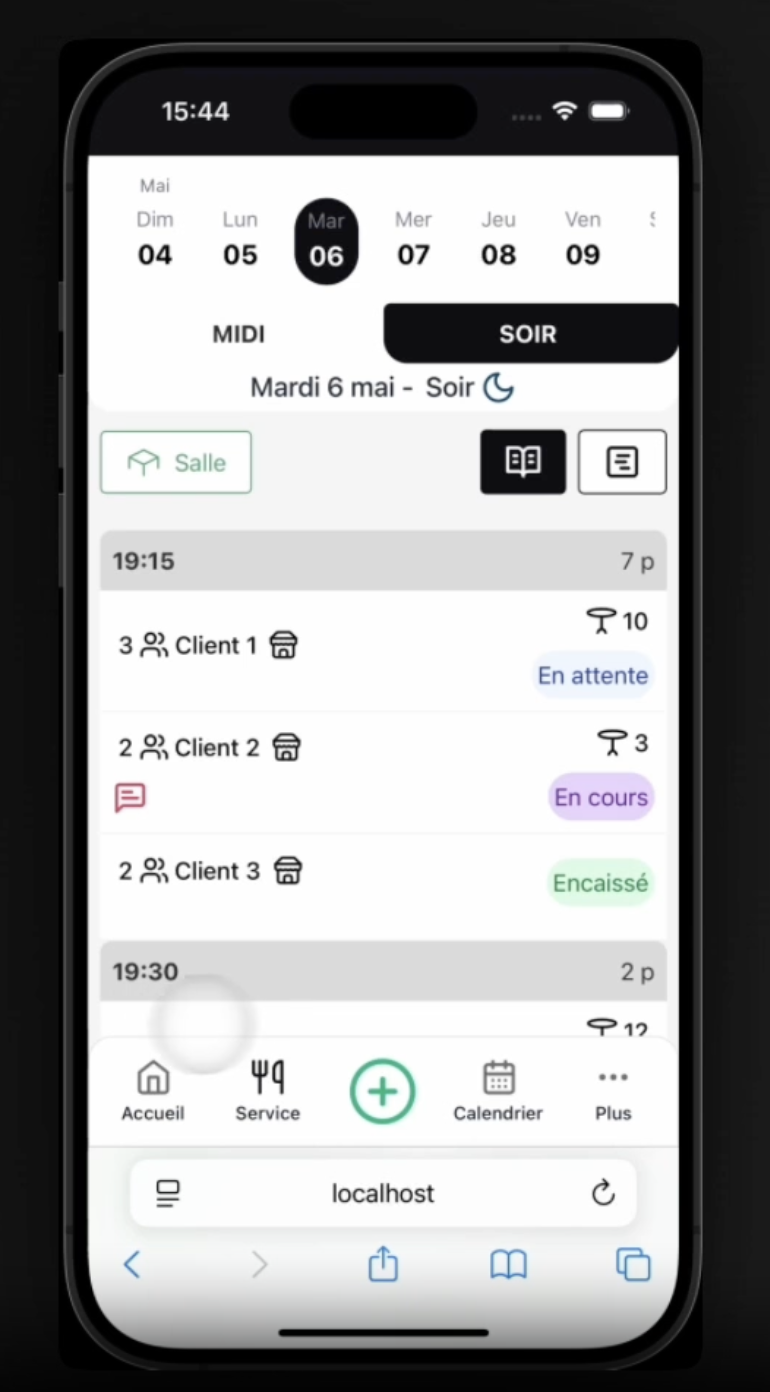 15:44
Mai
Dim Lun Mar Mer Jeu Ven
04 05 06 07 08 09
MIDI SOIR
Mardi 6 mai - Soir
Salle
19:15 7 p
3 Client 1 10
En attente
2 Client 2 3
En cours
2 Client 3
Encaissé
19:30 2 p
12
Accueil Service Calendrier Plus
localhost